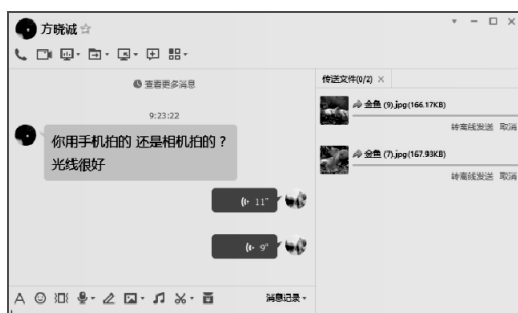 方晓诚
查看更多消息
9:23:22
你用手机拍的 还是相机拍的？
光线很好
11"
9"
消息记录
传送文件(0/2)
金鱼 (9).jpg(166.17KB)
转离线发送 取消
金鱼 (7).jpg(167.93KB)
转离线发送 取消